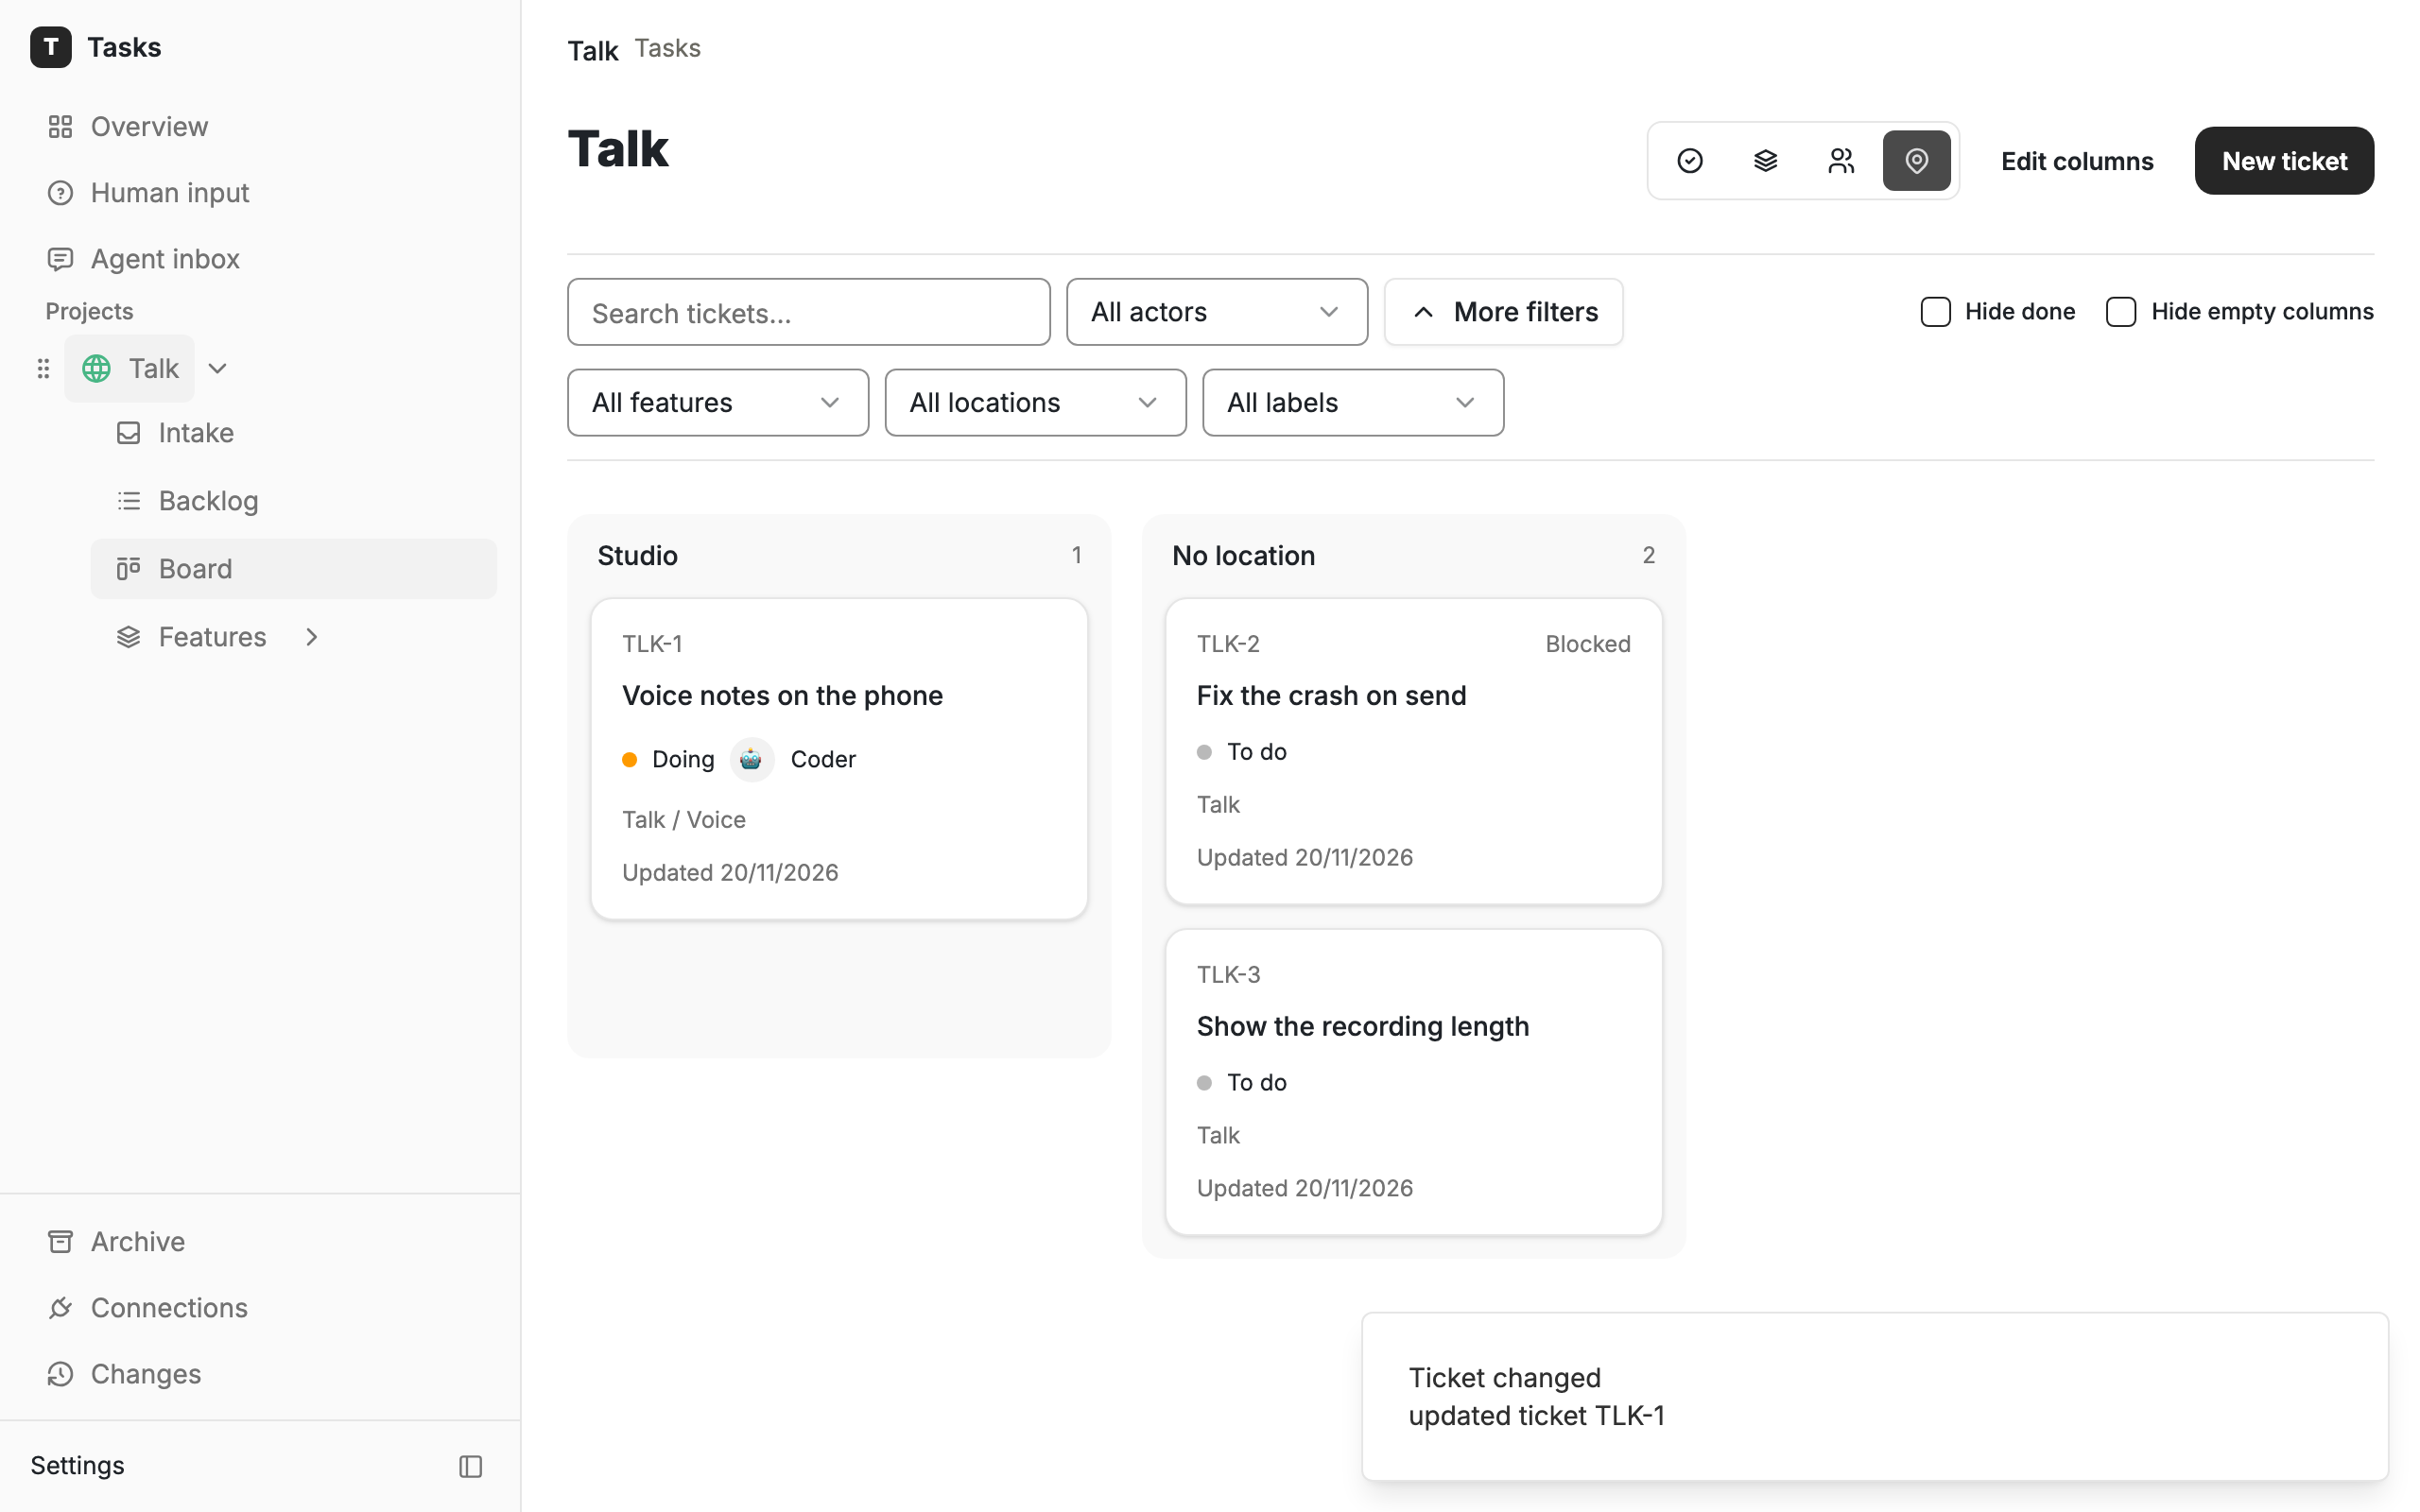 T Tasks
Overview
Human input
Agent inbox
Projects
Talk
Intake
Backlog
Board
Features
Archive
Connections
Changes
Settings
Talk Tasks
Talk
Edit columns
New ticket
Search tickets...
All actors
More filters
Hide done
Hide empty columns
All features
All locations
All labels
Studio 1
TLK-1
Voice notes on the phone
Doing Coder
Talk / Voice
Updated 20/11/2026
No location 2
TLK-2 Blocked
Fix the crash on send
To do
Talk
Updated 20/11/2026
TLK-3
Show the recording length
To do
Talk
Updated 20/11/2026
Ticket changed
updated ticket TLK-1